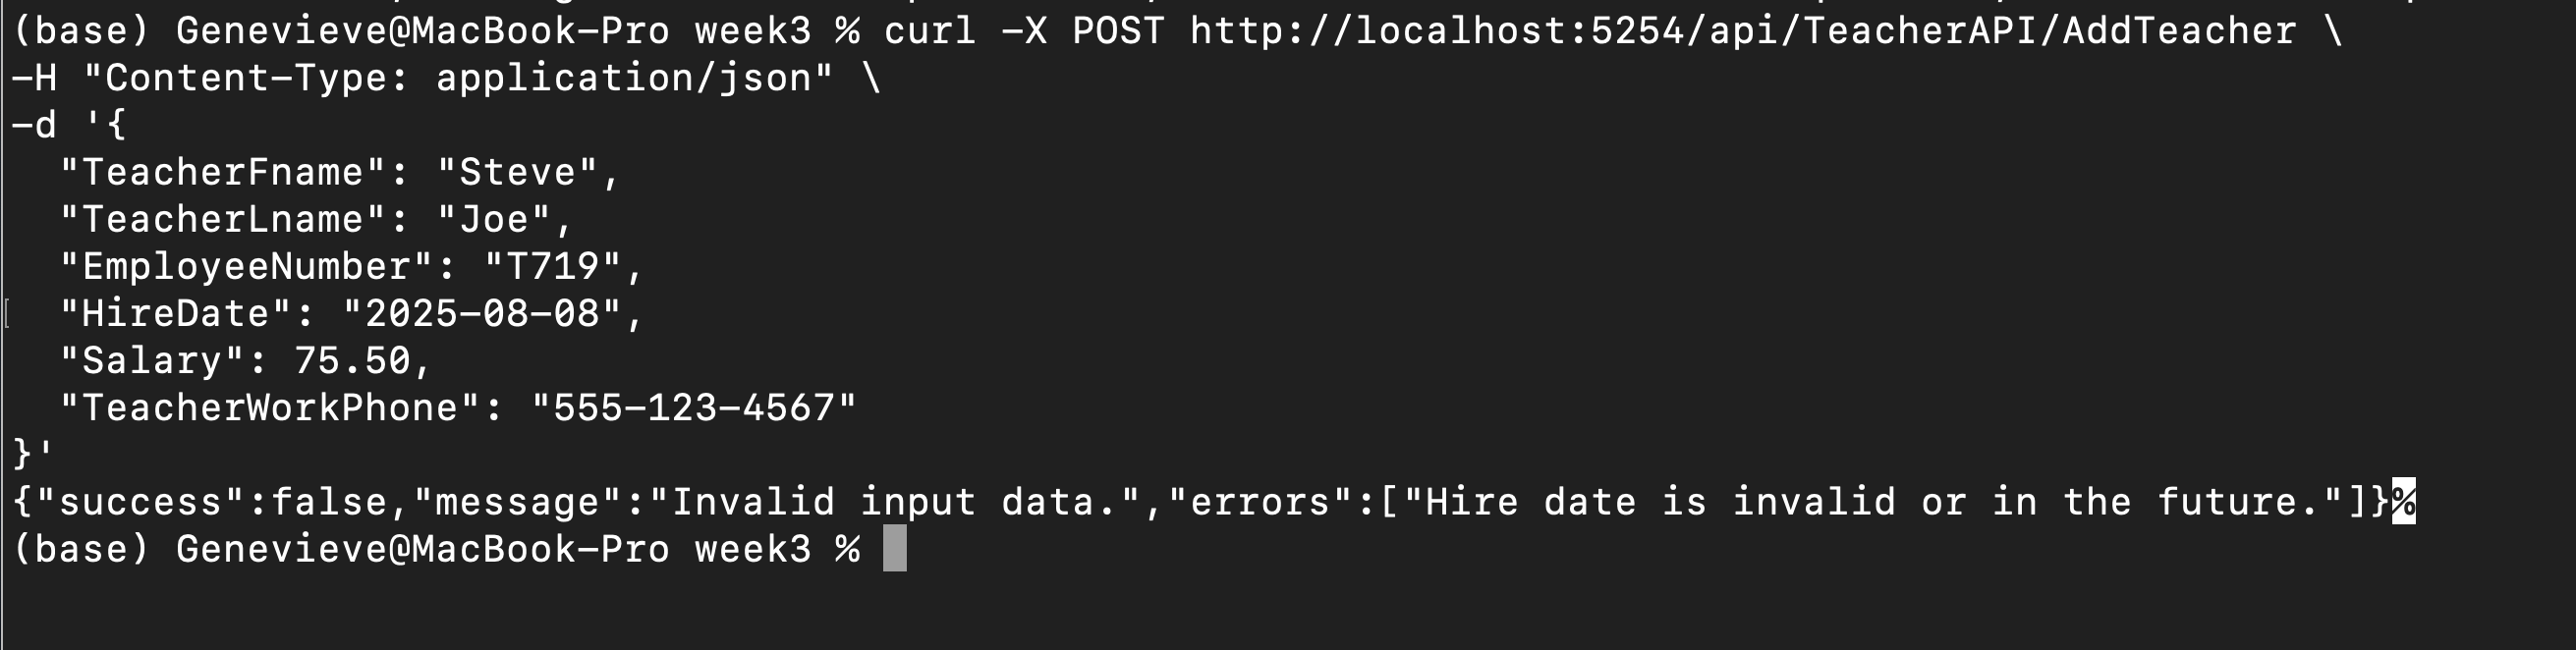 (base) Genevieve@MacBook-Pro week3 % curl -X POST http://localhost:5254/api/TeacherAPI/AddTeacher \
-H "Content-Type: application/json" \
-d '{
  "TeacherFname": "Steve",
  "TeacherLname": "Joe",
  "EmployeeNumber": "T719",
  "HireDate": "2025-08-08",
  "Salary": 75.50,
  "TeacherWorkPhone": "555-123-4567"
}'
{"success":false,"message":"Invalid input data.","errors":["Hire date is invalid or in the future."]}%
(base) Genevieve@MacBook-Pro week3 %